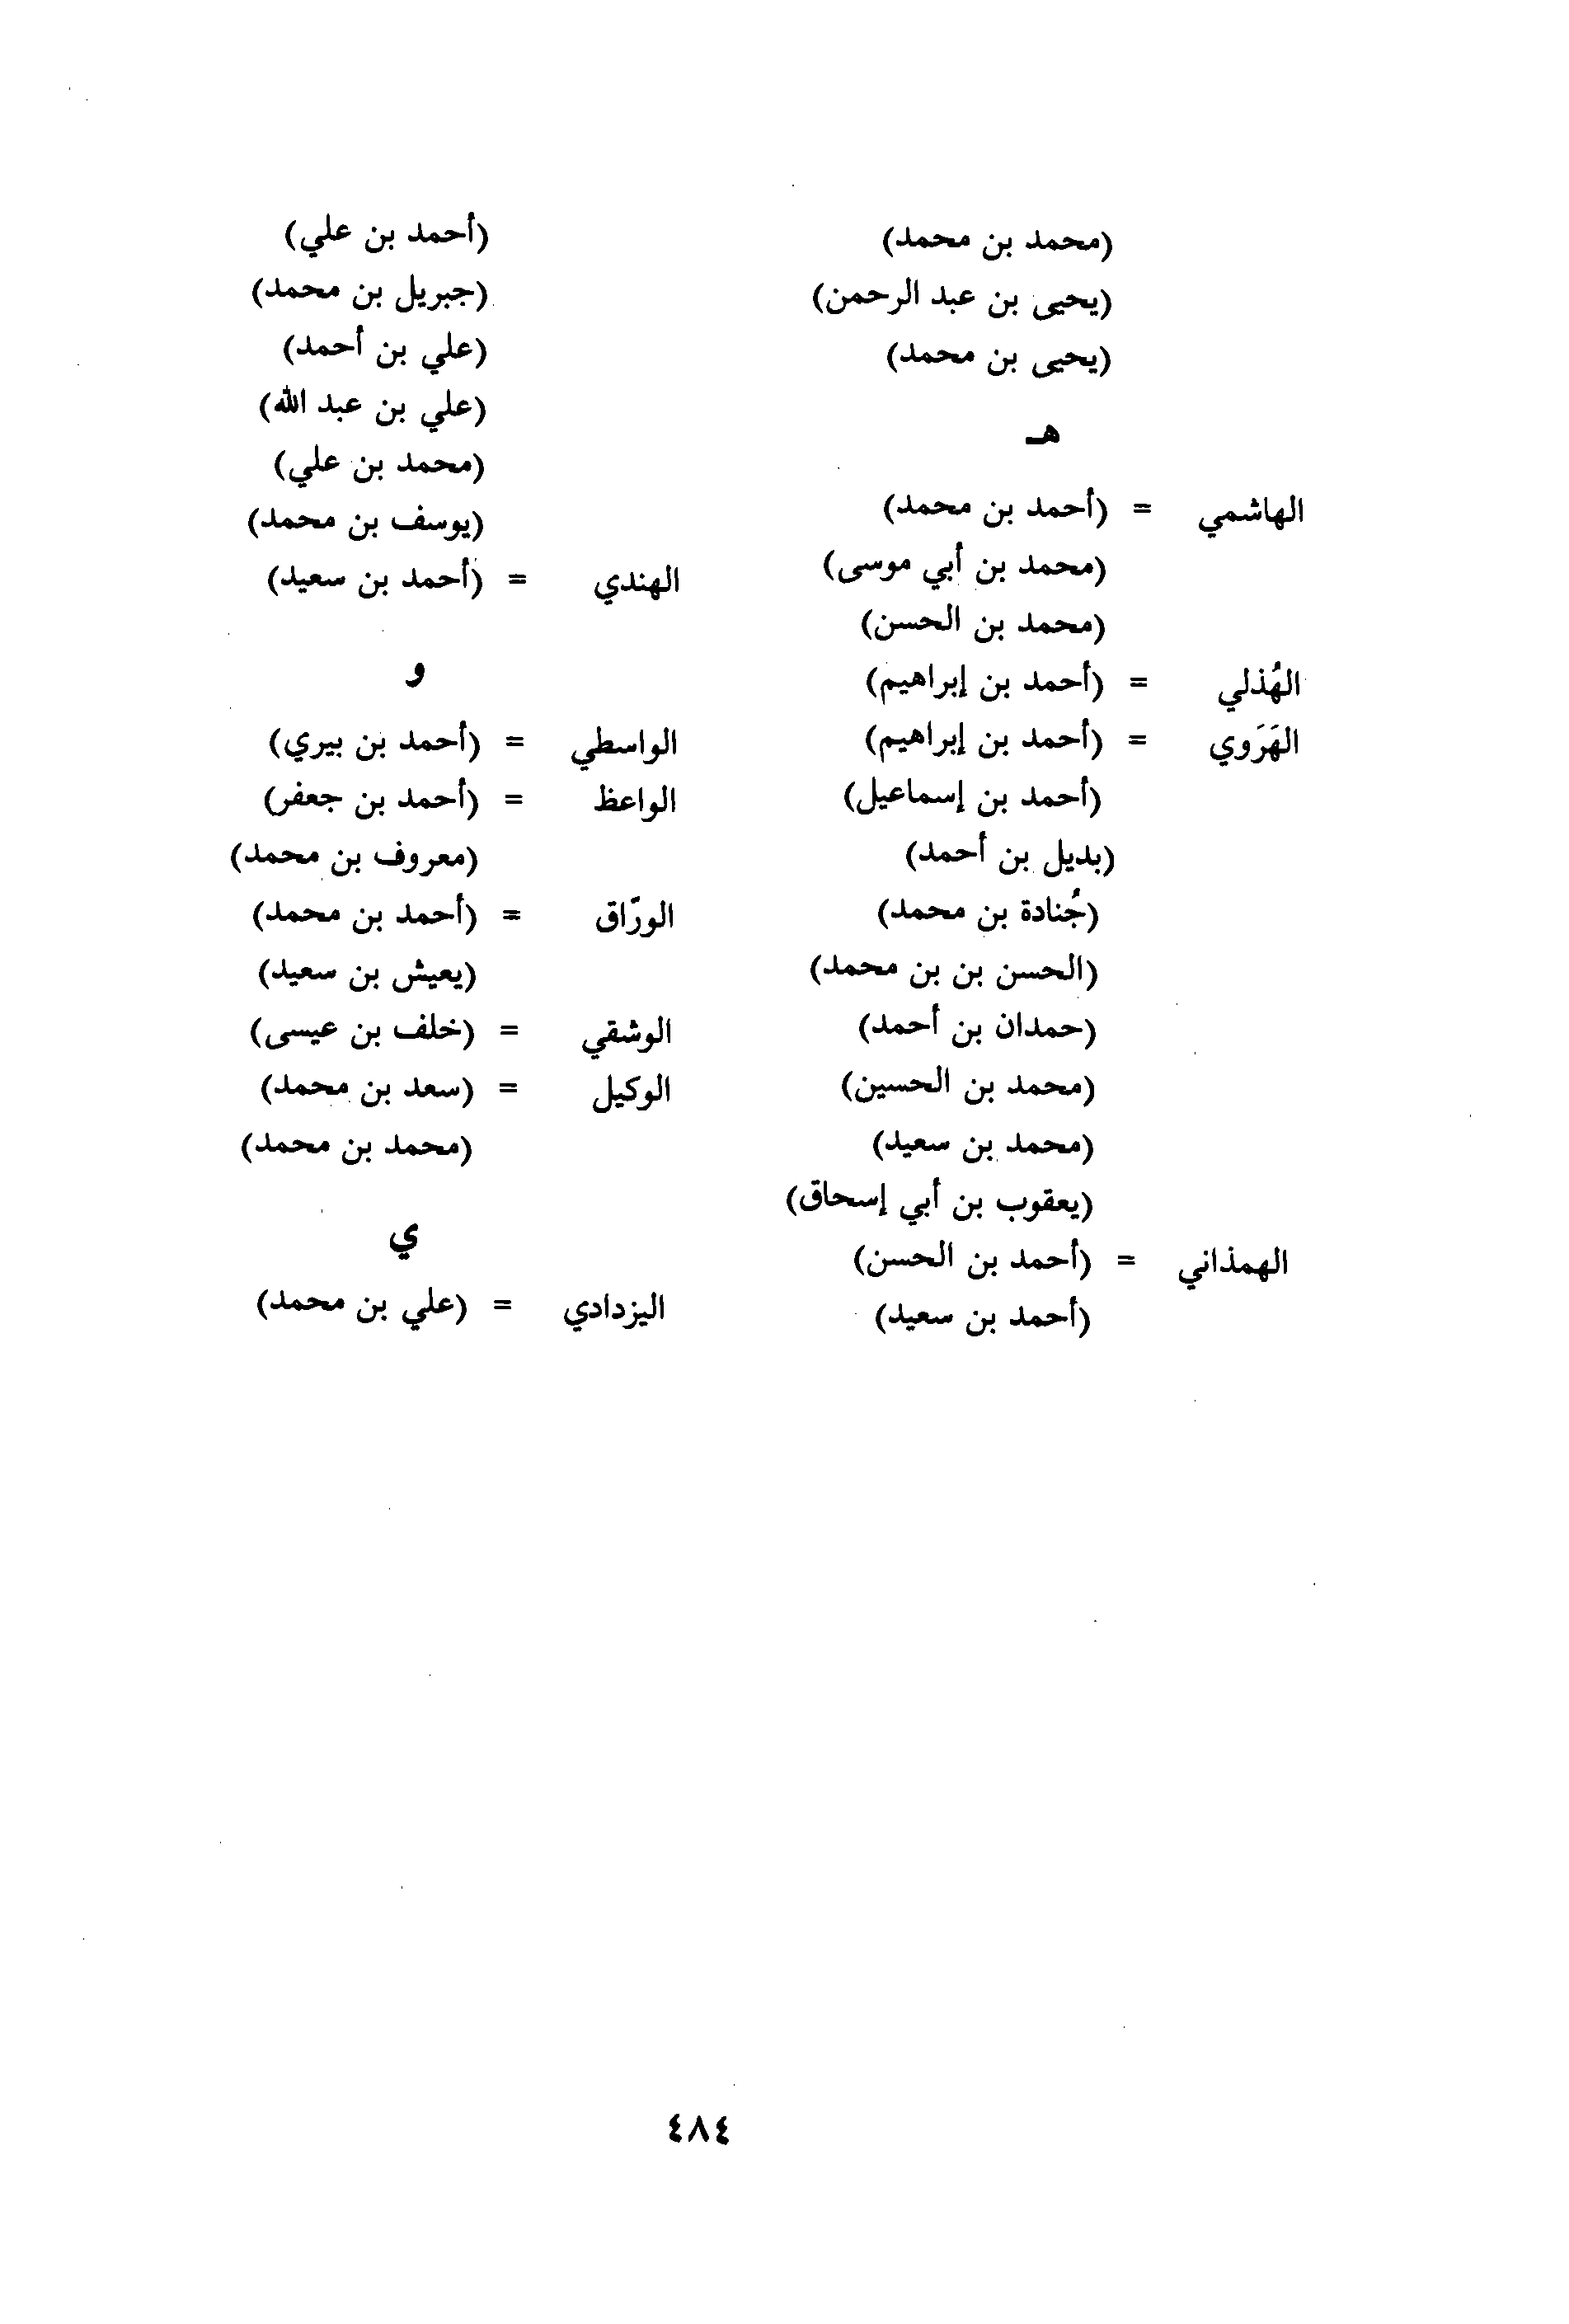 (محمد بن محمد)
(يحيى بن عبد الرحمن)
(يحيى بن محمد)
هـ
الهاشمي = (أحمد بن محمد)
(محمد بن أبي موسى)
(محمد بن الحسن)
الهُذلي = (أحمد بن إبراهيم)
الهَرَوي = (أحمد بن إبراهيم)
(أحمد بن إسماعيل)
(بديل بن أحمد)
(جُنادة بن محمد)
(الحسن بن بن محمد)
(حمدان بن أحمد)
(محمد بن الحسين)
(محمد بن سعيد)
(يعقوب بن أبي إسحاق)
الهمذاني = (أحمد بن الحسن)
(أحمد بن سعيد)
(أحمد بن علي)
(جبريل بن محمد)
(علي بن أحمد)
(علي بن عبد الله)
(محمد بن علي)
(يوسف بن محمد)
الهندي = (أحمد بن سعيد)
و
الواسطي = (أحمد بن بيري)
الواعظ = (أحمد بن جعفر)
(معروف بن محمد)
الورّاق = (أحمد بن محمد)
(يعيش بن سعيد)
الوشقي = (خلف بن عيسى)
الوكيل = (سعد بن محمد)
(محمد بن محمد)
ي
اليزدادي = (علي بن محمد)
٤٨٤